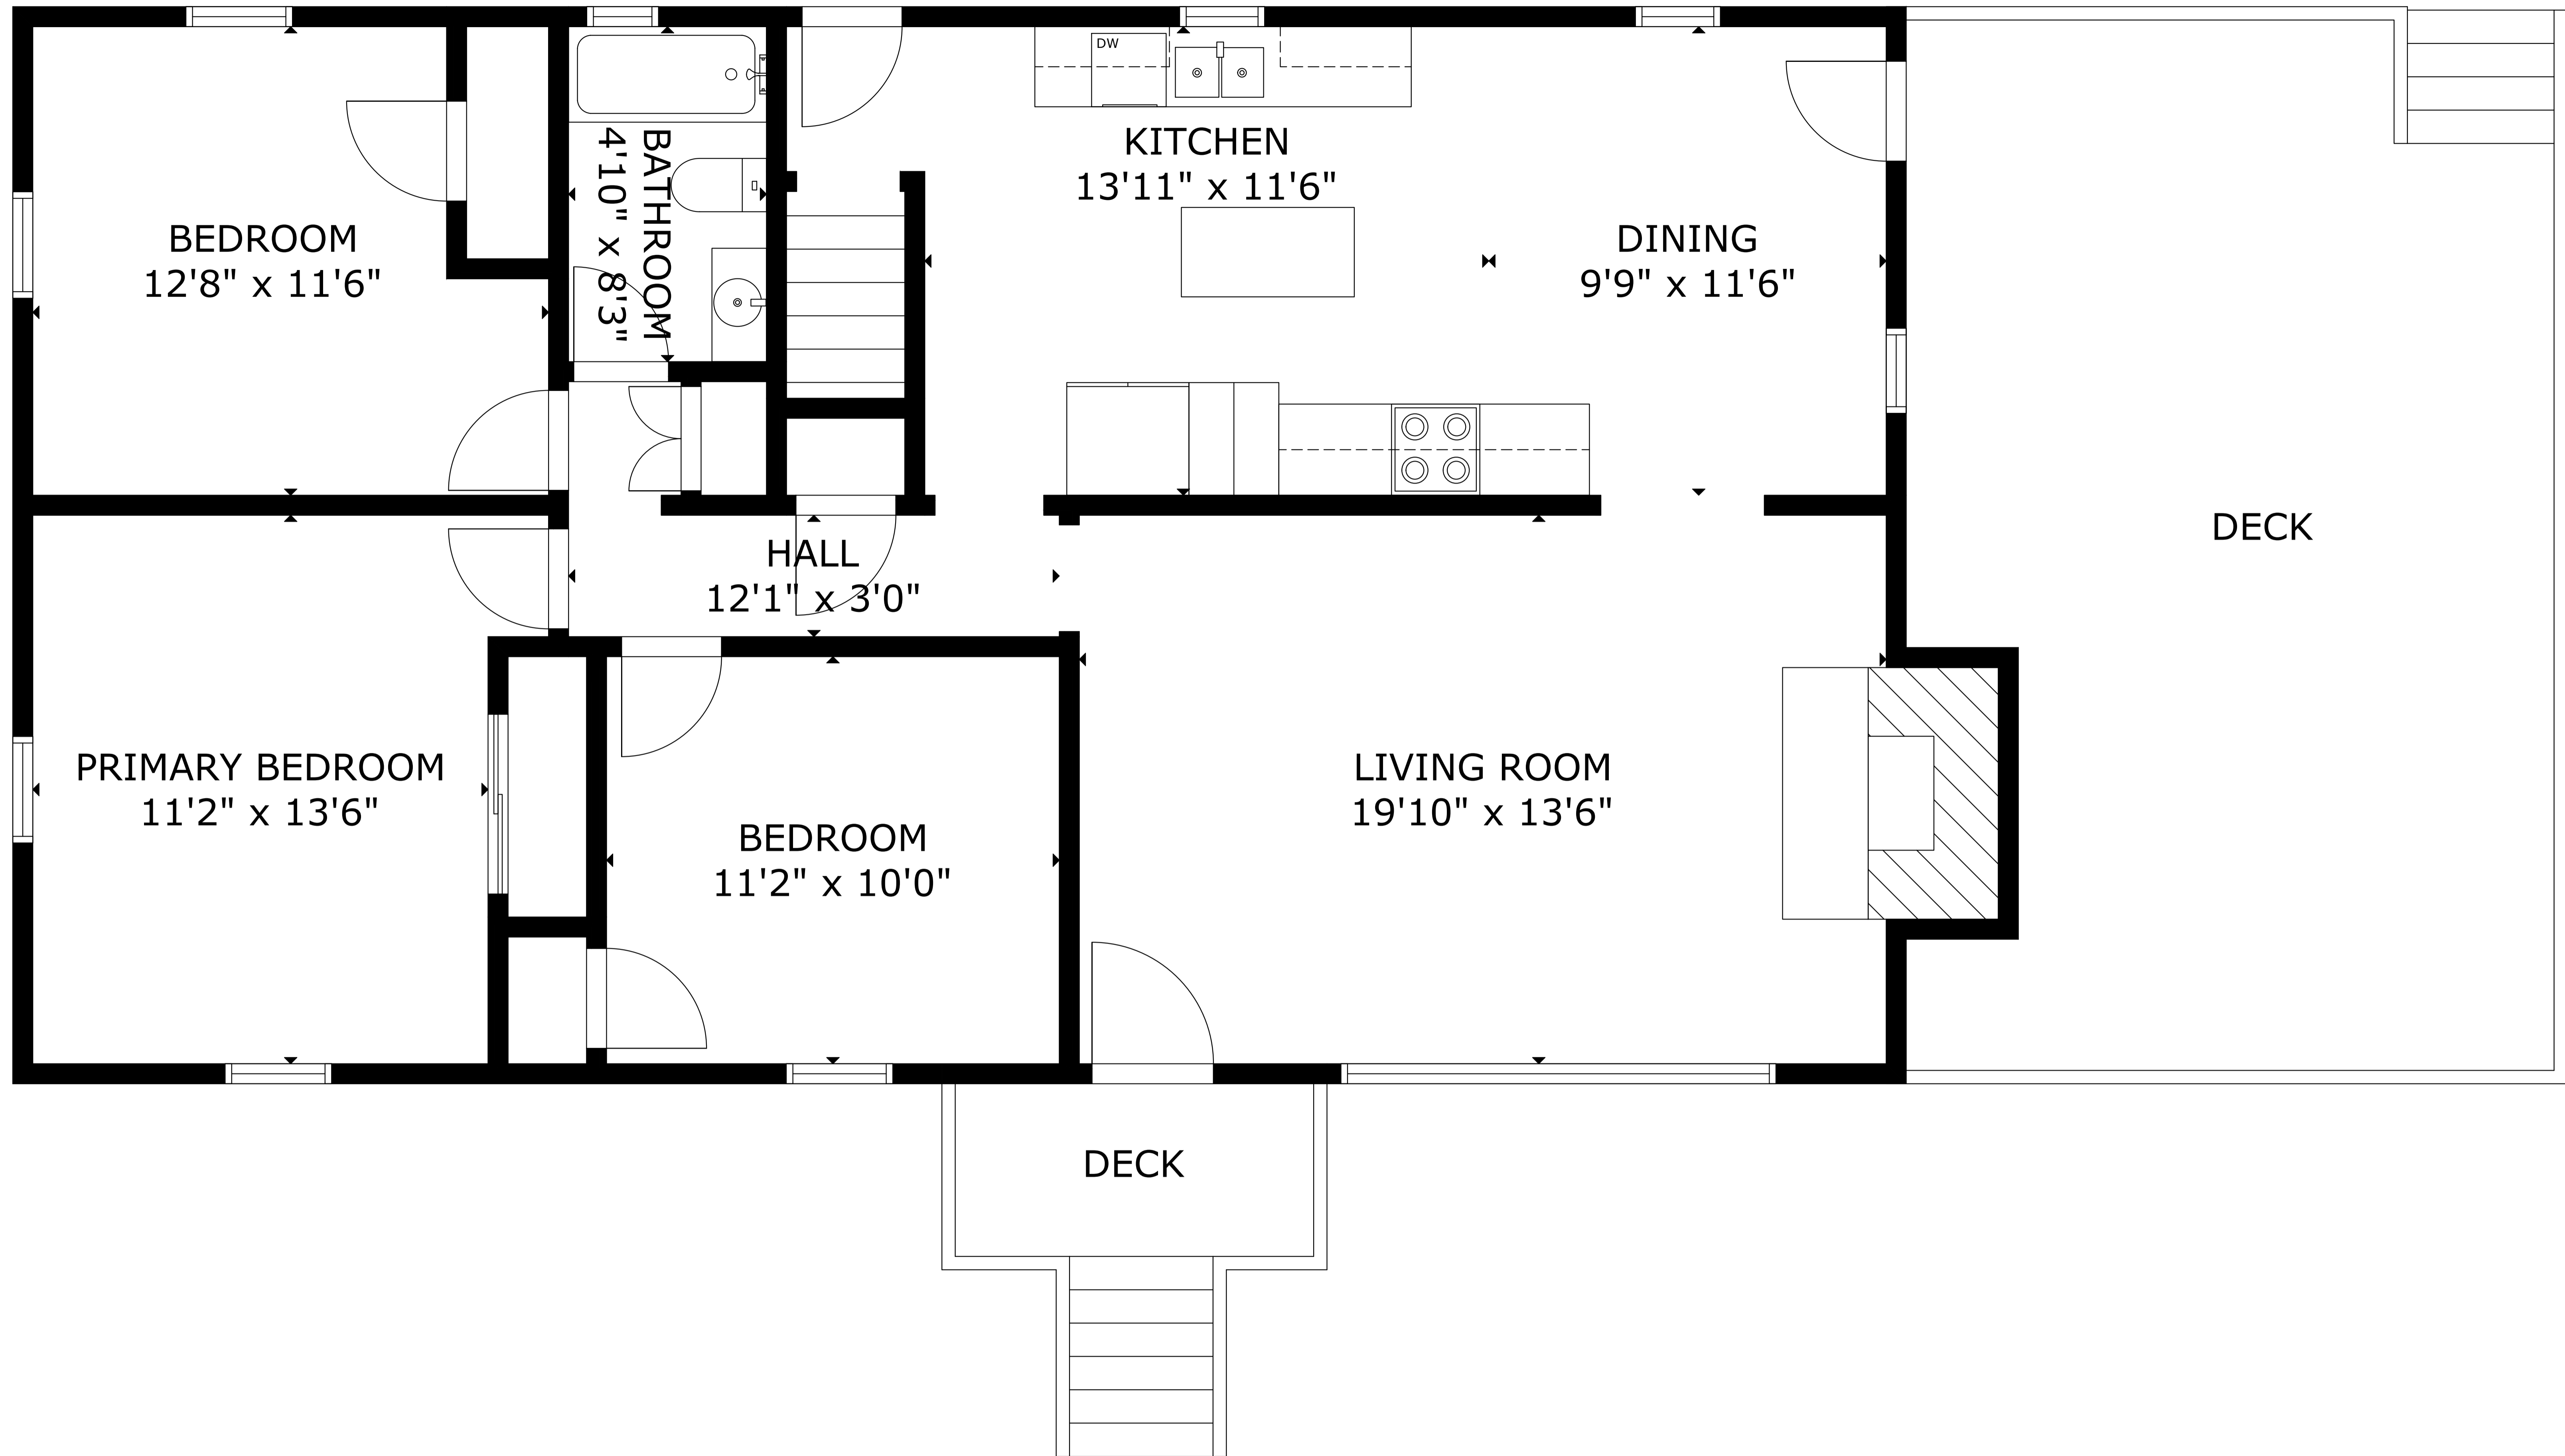 DW
KITCHEN
13'11" x 11'6"
BATHROOM
4'10" x 8'3"
BEDROOM
12'8" x 11'6"
DINING
9'9" x 11'6"
DECK
HALL
12'1" x 3'0"
PRIMARY BEDROOM
11'2" x 13'6"
LIVING ROOM
19'10" x 13'6"
BEDROOM
11'2" x 10'0"
DECK